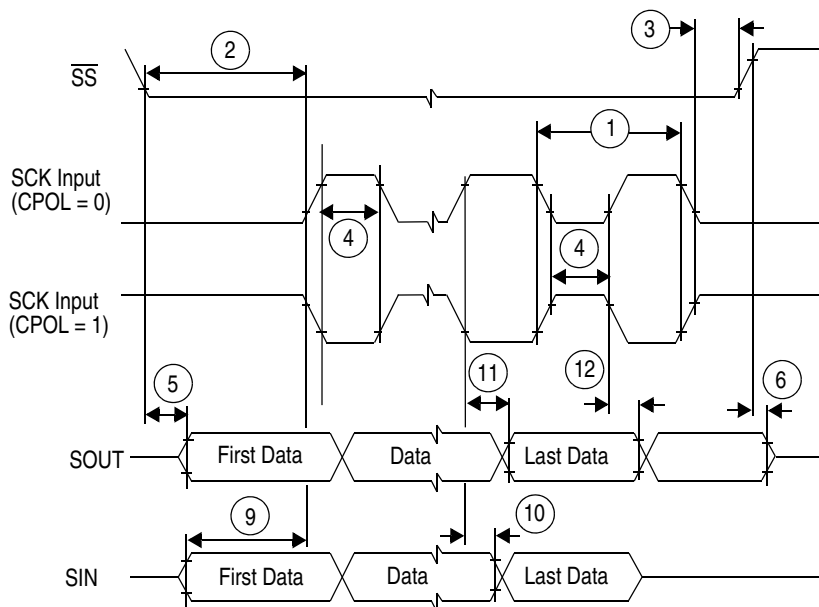 2
3
S̅S̅
1
SCK Input
(CPOL = 0)
4
4
SCK Input
(CPOL = 1)
5
11
12
6
SOUT
First Data
Data
Last Data
9
10
SIN
First Data
Data
Last Data